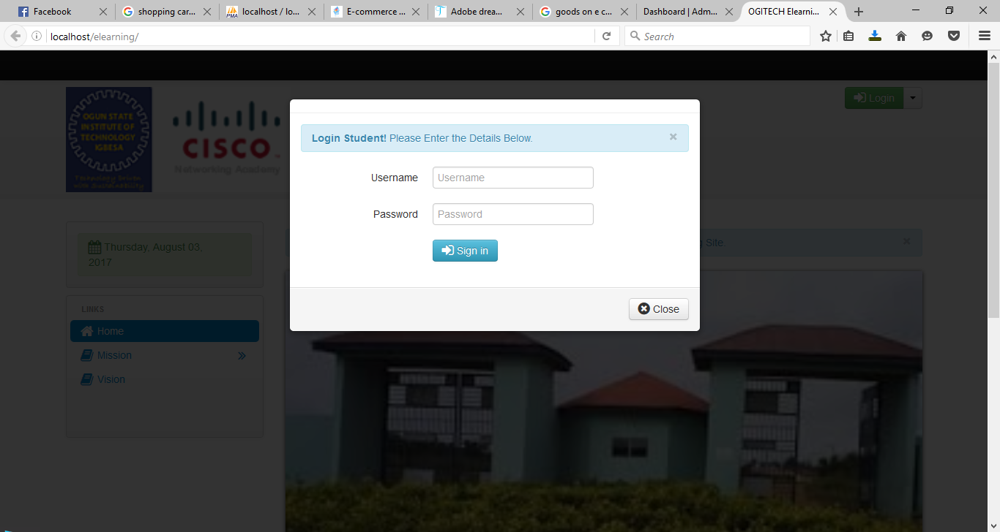 Facebook
shopping car...
localhost / lo...
E-commerce ...
Adobe drea...
goods on e c...
Dashboard | Adm...
OGITECH Elearni...
localhost/elearning/
Search
OGUN STATE
INSTITUTE OF
TECHNOLOGY
IGBESA
Technology Driven
with Sustainability
CISCO
Networking Academy
Login
Login Student! Please Enter the Details Below.
Username
Username
Password
Password
Sign in
Close
Site.
Thursday, August 03,
2017
LINKS
Home
Mission
Vision